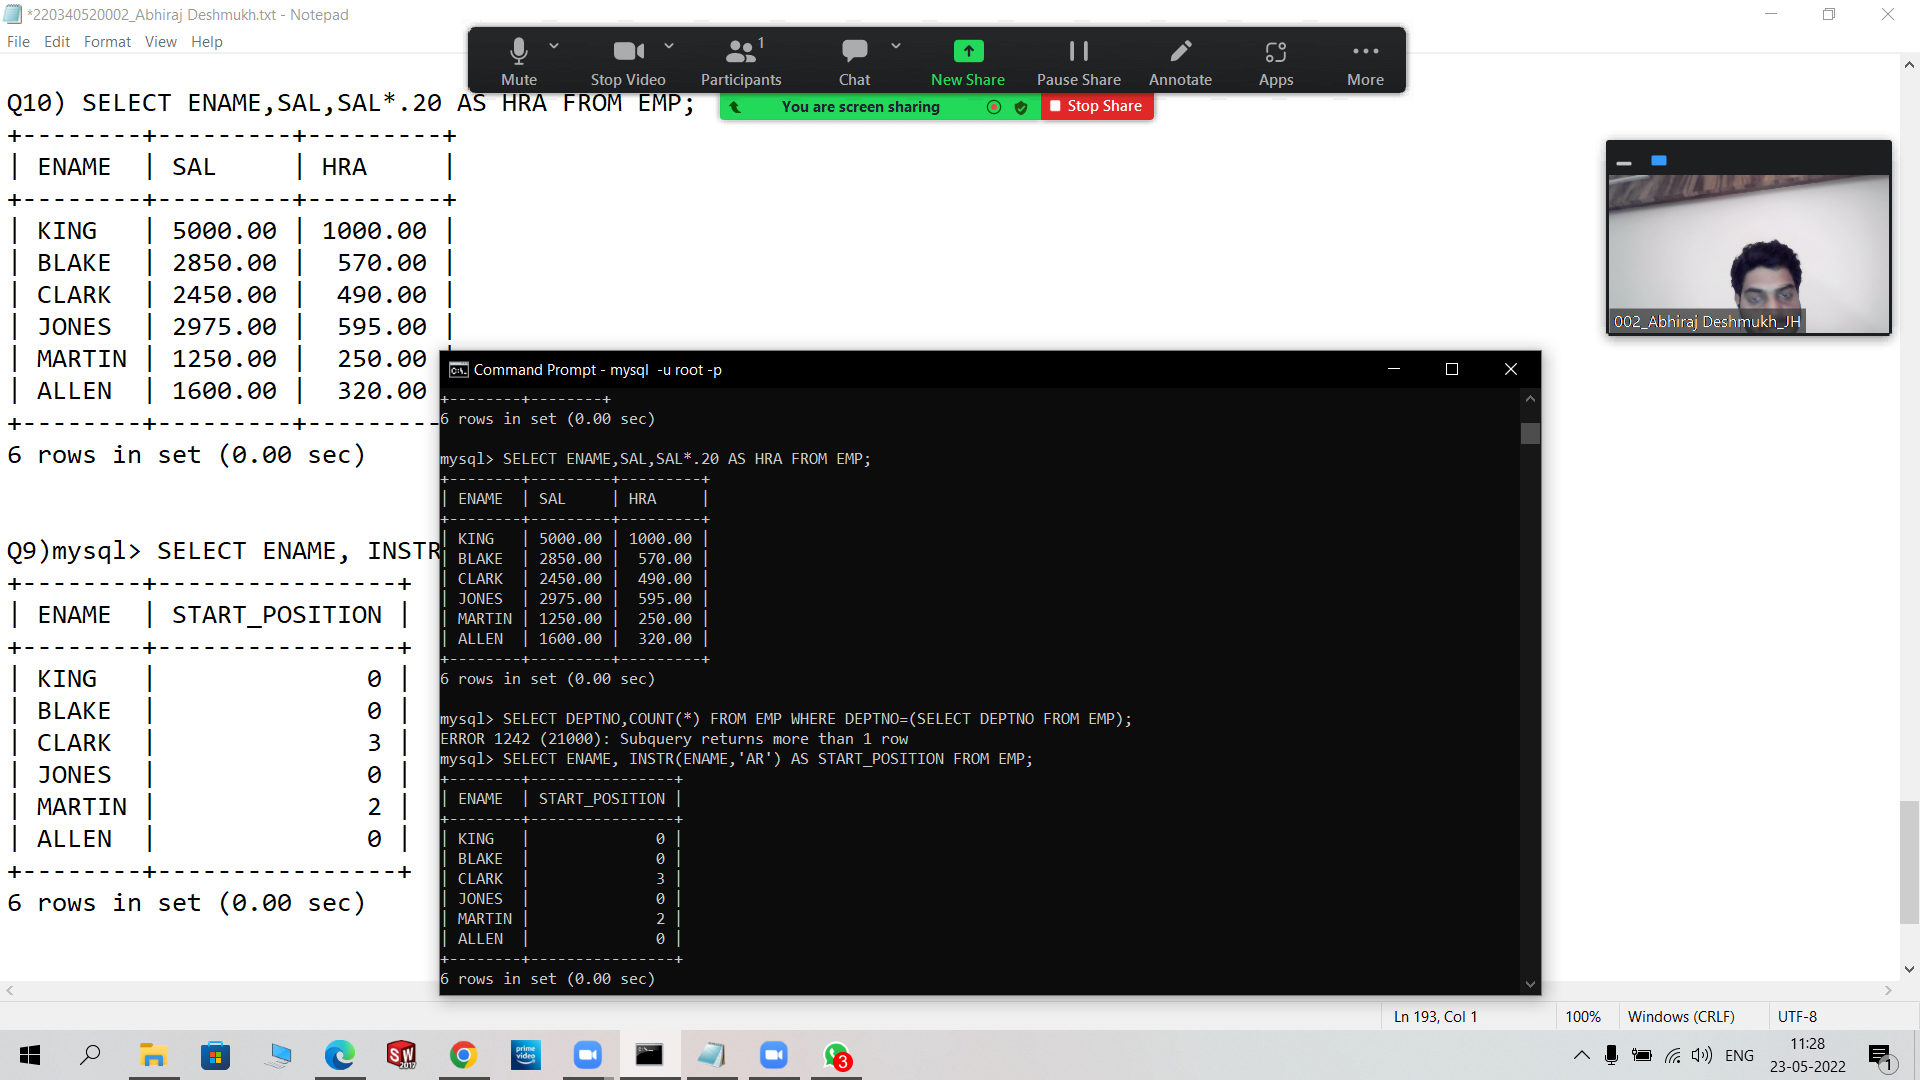 *220340520002_Abhiraj Deshmukh.txt - Notepad
File Edit Format View Help
Mute Stop Video Participants 1 Chat New Share Pause Share Annotate Apps More
You are screen sharing Stop Share
Q10) SELECT ENAME,SAL,SAL*.20 AS HRA FROM EMP;
+--------+---------+---------+
| ENAME  | SAL     | HRA     |
+--------+---------+---------+
| KING   | 5000.00 | 1000.00 |
| BLAKE  | 2850.00 |  570.00 |
| CLARK  | 2450.00 |  490.00 |
| JONES  | 2975.00 |  595.00 |
| MARTIN | 1250.00 |  250.00 |
| ALLEN  | 1600.00 |  320.00
+--------+---------+---------
6 rows in set (0.00 sec)
Q9)mysql> SELECT ENAME, INSTR
+--------+----------------+
| ENAME  | START_POSITION |
+--------+----------------+
| KING   |              0 |
| BLAKE  |              0 |
| CLARK  |              3 |
| JONES  |              0 |
| MARTIN |              2 |
| ALLEN  |              0 |
+--------+----------------+
6 rows in set (0.00 sec)
002_Abhiraj Deshmukh_JH
Command Prompt - mysql  -u root -p
+--------+--------+
6 rows in set (0.00 sec)
mysql> SELECT ENAME,SAL,SAL*.20 AS HRA FROM EMP;
+--------+---------+---------+
| ENAME  | SAL     | HRA     |
+--------+---------+---------+
| KING   | 5000.00 | 1000.00 |
| BLAKE  | 2850.00 |  570.00 |
| CLARK  | 2450.00 |  490.00 |
| JONES  | 2975.00 |  595.00 |
| MARTIN | 1250.00 |  250.00 |
| ALLEN  | 1600.00 |  320.00 |
+--------+---------+---------+
6 rows in set (0.00 sec)
mysql> SELECT DEPTNO,COUNT(*) FROM EMP WHERE DEPTNO=(SELECT DEPTNO FROM EMP);
ERROR 1242 (21000): Subquery returns more than 1 row
mysql> SELECT ENAME, INSTR(ENAME,'AR') AS START_POSITION FROM EMP;
+--------+----------------+
| ENAME  | START_POSITION |
+--------+----------------+
| KING   |              0 |
| BLAKE  |              0 |
| CLARK  |              3 |
| JONES  |              0 |
| MARTIN |              2 |
| ALLEN  |              0 |
+--------+----------------+
6 rows in set (0.00 sec)
Ln 193, Col 1 100% Windows (CRLF) UTF-8
SW 2017 prime video 3 ENG 11:28 23-05-2022 1